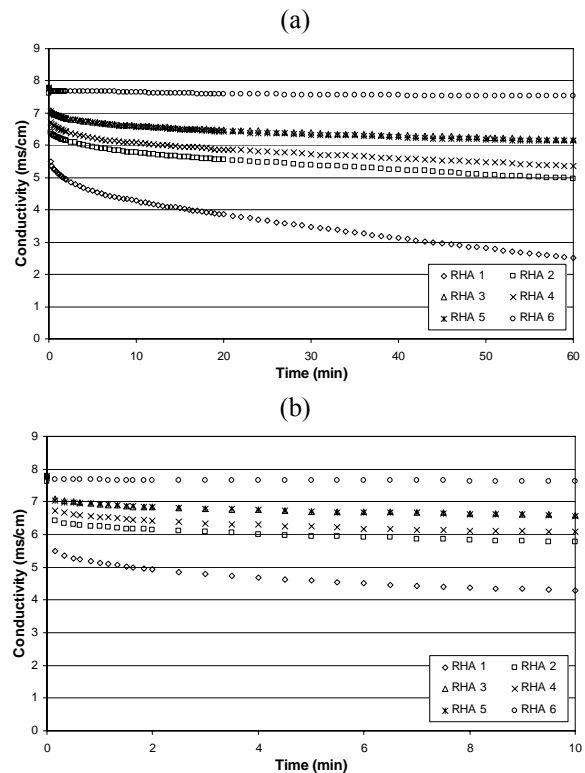 (a)
9
8
7
6
5
4
3
2
1
0
Conductivity (ms/cm)
0 10 20 30 40 50 60
Time (min)
RHA 1 RHA 2
RHA 3 RHA 4
RHA 5 RHA 6
(b)
9
8
7
6
5
4
3
2
1
0
Conductivity (ms/cm)
0 2 4 6 8 10
Time (min)
RHA 1 RHA 2
RHA 3 RHA 4
RHA 5 RHA 6